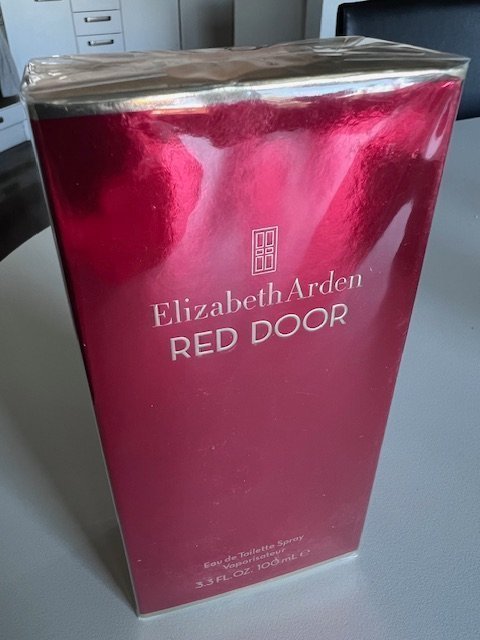 Elizabeth Arden
RED DOOR
Eau de Toilette Spray
Vaporisateur
3.3 FL. OZ. 100 mL ℮